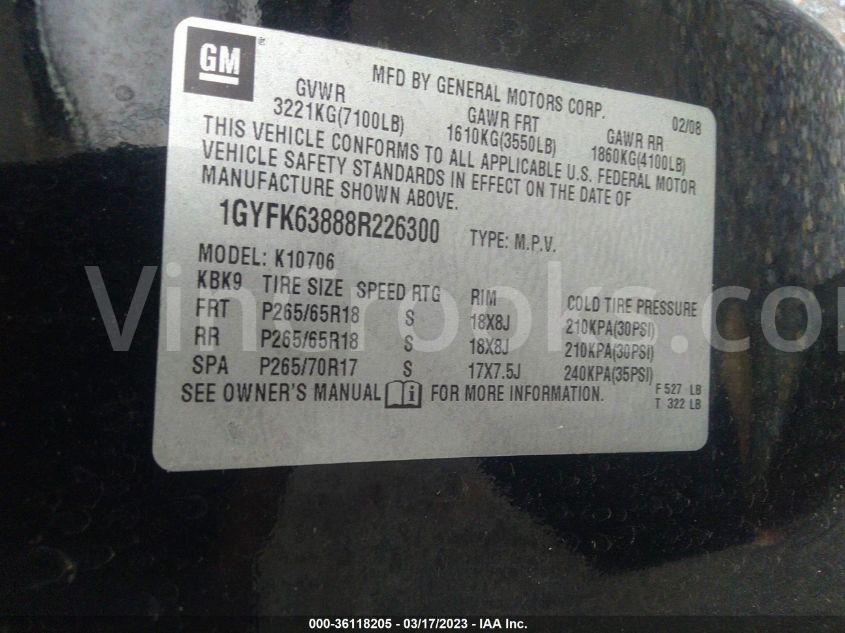 GM
MFD BY GENERAL MOTORS CORP. 02/08
GVWR GAWR FRT GAWR RR
3221KG(7100LB) 1610KG(3550LB) 1860KG(4100LB)
THIS VEHICLE CONFORMS TO ALL APPLICABLE U.S. FEDERAL MOTOR
VEHICLE SAFETY STANDARDS IN EFFECT ON THE DATE OF
MANUFACTURE SHOWN ABOVE.
1GYFK63888R226300 TYPE: M.P.V.
MODEL: K10706
KBK9 TIRE SIZE SPEED RTG RIM COLD TIRE PRESSURE
FRT P265/65R18 S 18X8J 210KPA(30PSI)
RR P265/65R18 S 18X8J 210KPA(30PSI)
SPA P265/70R17 S 17X7.5J 240KPA(35PSI)
SEE OWNER'S MANUAL FOR MORE INFORMATION.
F 527 LB
T 322 LB
000-36118205 - 03/17/2023 - IAA Inc.